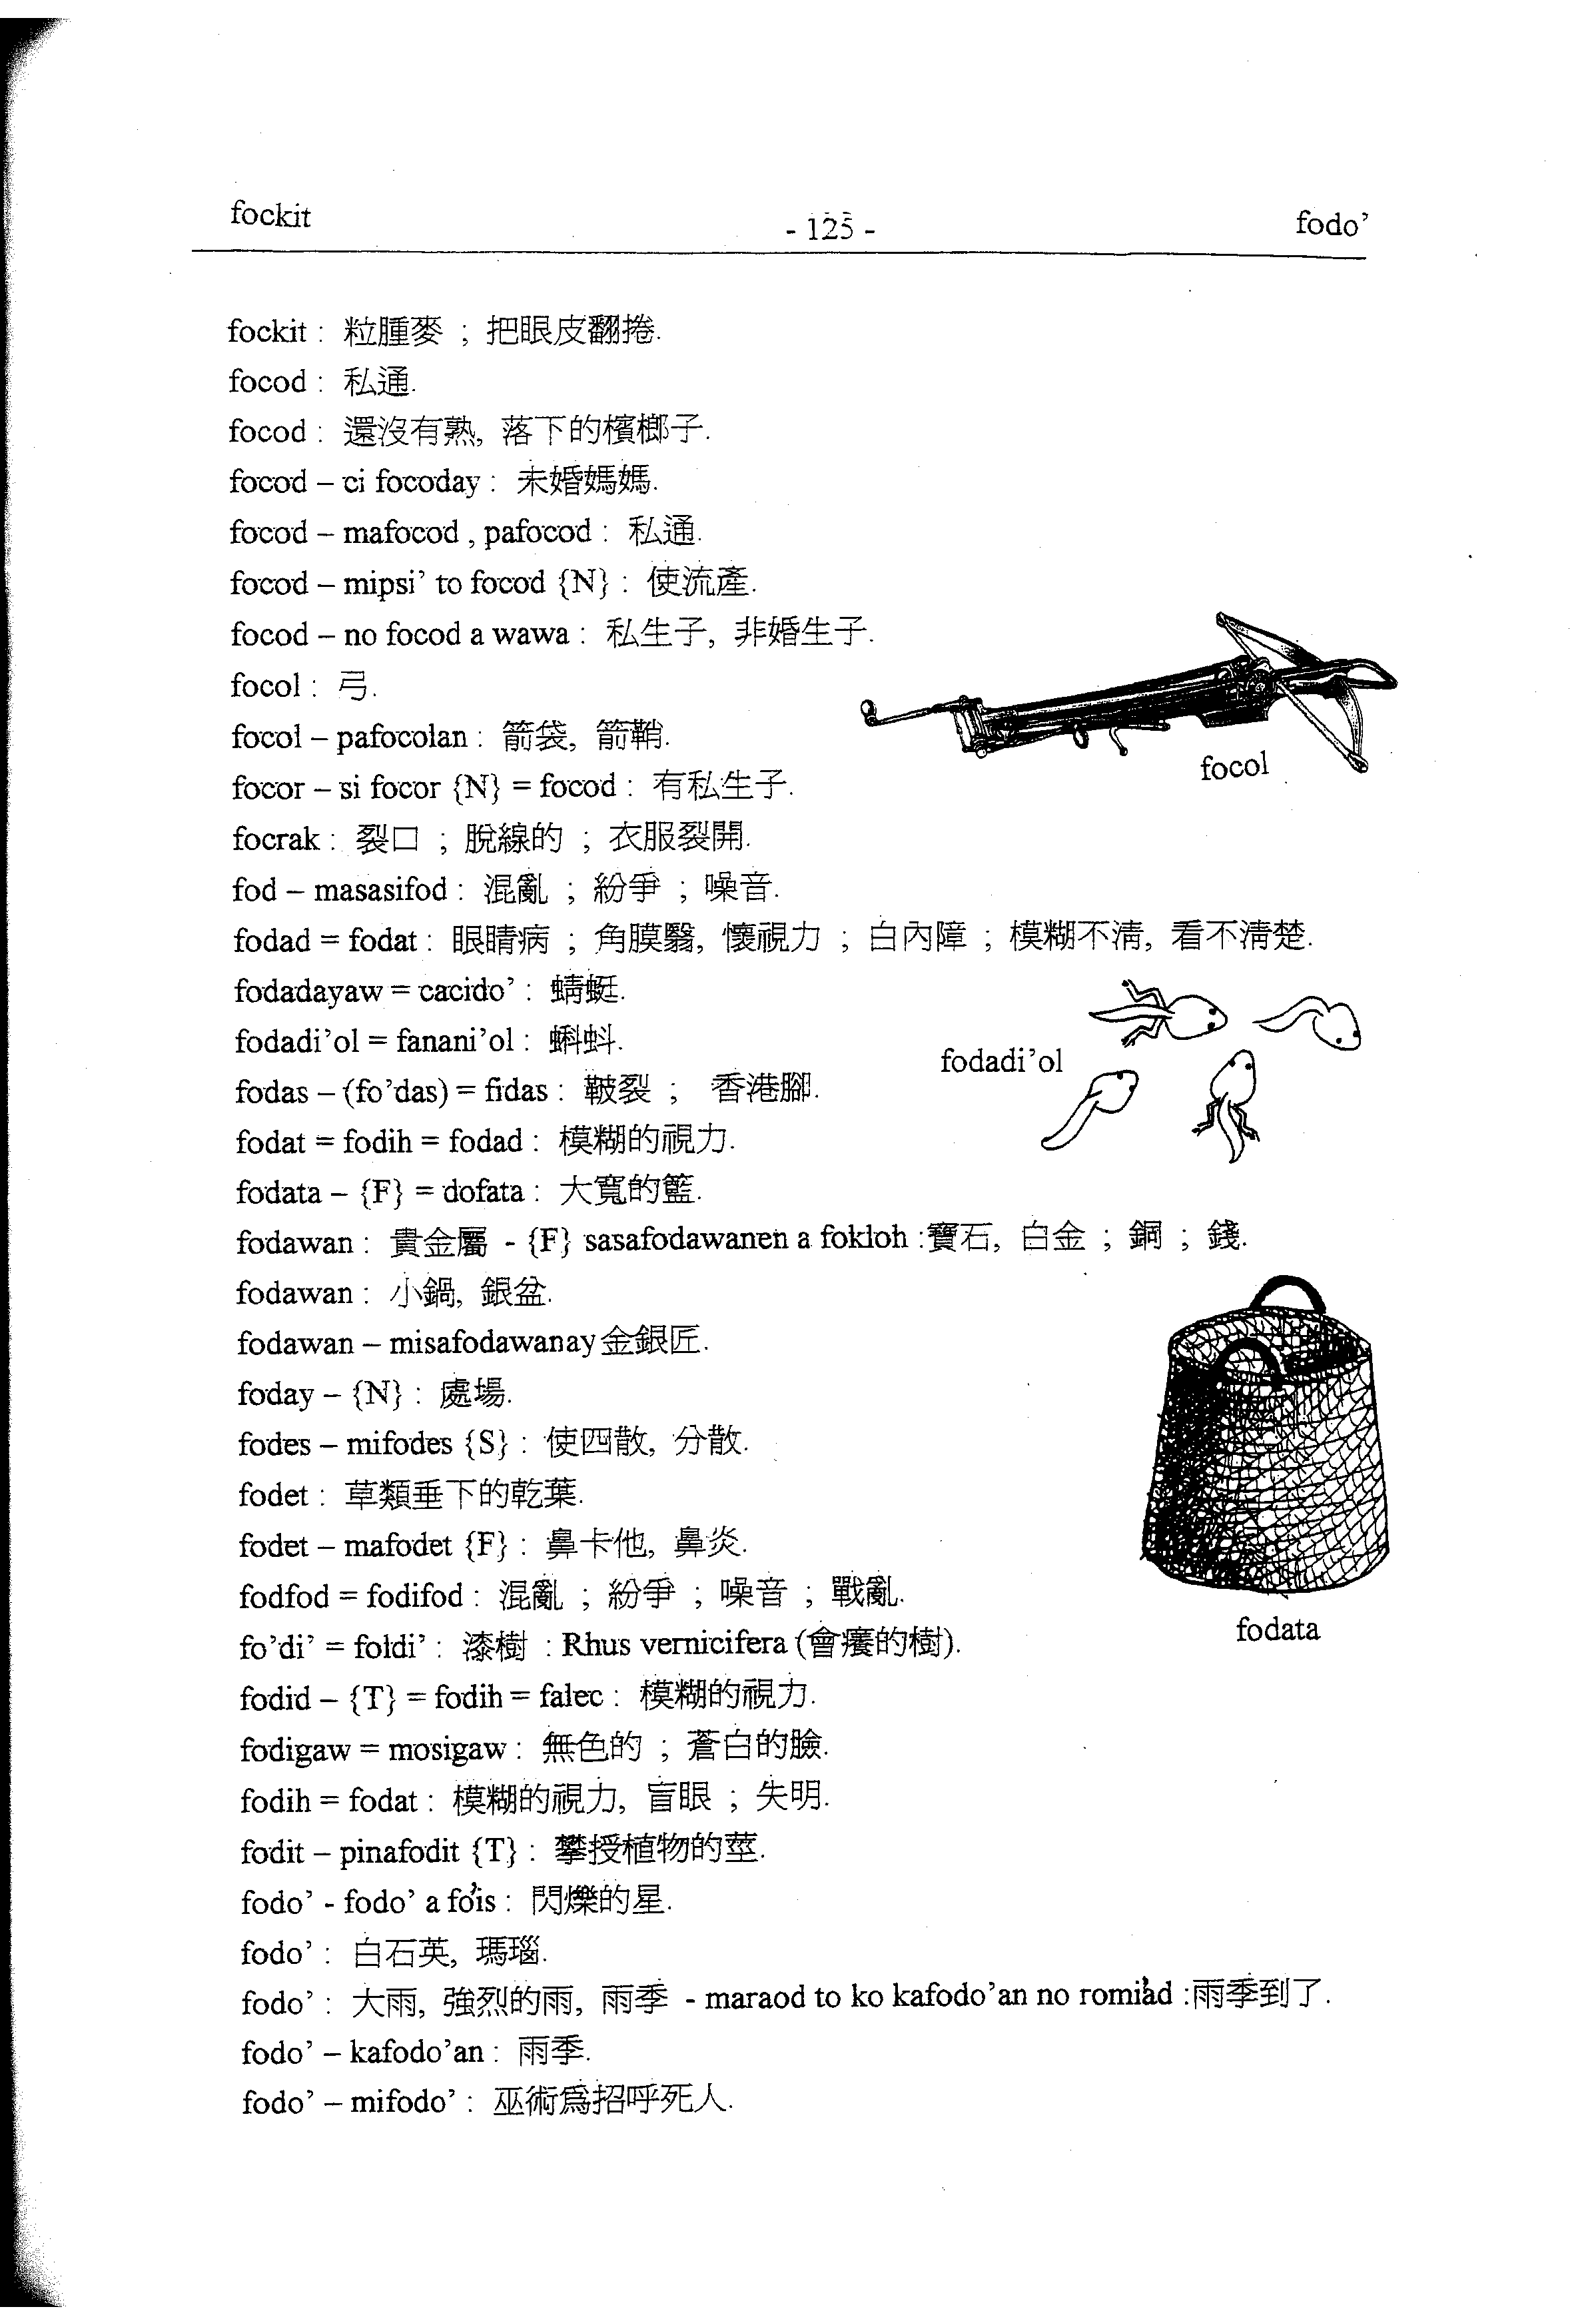 fockit - 125 - fodo’
fockit : 粒腫麥 ; 把眼皮翻捲.
focod : 私通.
focod : 還沒有熟, 落下的檳榔子.
focod – ci focoday : 未婚媽媽.
focod – mafocod , pafocod : 私通.
focod – mipsi’ to focod {N} : 使流產.
focod – no focod a wawa : 私生子, 非婚生子.
focol : 弓.
focol – pafocolan : 箭袋, 箭鞘.
focol
focor – si focor {N} = focod : 有私生子.
focrak : 裂口 ; 脫線的 ; 衣服裂開.
fod – masasifod : 混亂 ; 紛爭 ; 噪音.
fodad = fodat : 眼睛病 ; 角膜翳, 懷視力 ; 白內障 ; 模糊不清, 看不清楚.
fodadayaw = cacido’ : 蜻蜓.
fodadi’ol = fanani’ol : 蝌蚪.
fodadi’ol
fodas – (fo’das) = fidas : 皸裂 ; 香港腳.
fodat = fodih = fodad : 模糊的視力.
fodata – {F} = dofata : 大寬的籃.
fodawan : 貴金屬 - {F} sasafodawanen a fokloh :寶石, 白金 ; 銅 ; 錢.
fodawan : 小鍋, 銀盆.
fodawan – misafodawanay 金銀匠.
foday – {N} : 處場.
fodes – mifodes {S} : 使四散, 分散.
fodet : 草類垂下的乾葉.
fodet – mafodet {F} : 鼻卡他, 鼻炎.
fodfod = fodifod : 混亂 ; 紛爭 ; 噪音 ; 戰亂.
fodata
fo’di’ = foldi’ : 漆樹 : Rhus vernicifera (會癢的樹).
fodid – {T} = fodih = falec : 模糊的視力.
fodigaw = mosigaw : 無色的 ; 蒼白的臉.
fodih = fodat : 模糊的視力, 盲眼 ; 失明.
fodit – pinafodit {T} : 攀授植物的莖.
fodo’ - fodo’ a fo’is : 閃爍的星.
fodo’ : 白石英, 瑪瑙.
fodo’ : 大雨, 強烈的雨, 雨季 - maraod to ko kafodo’an no romi’ad :雨季到了.
fodo’ – kafodo’an : 雨季.
fodo’ – mifodo’ : 巫術爲招呼死人.